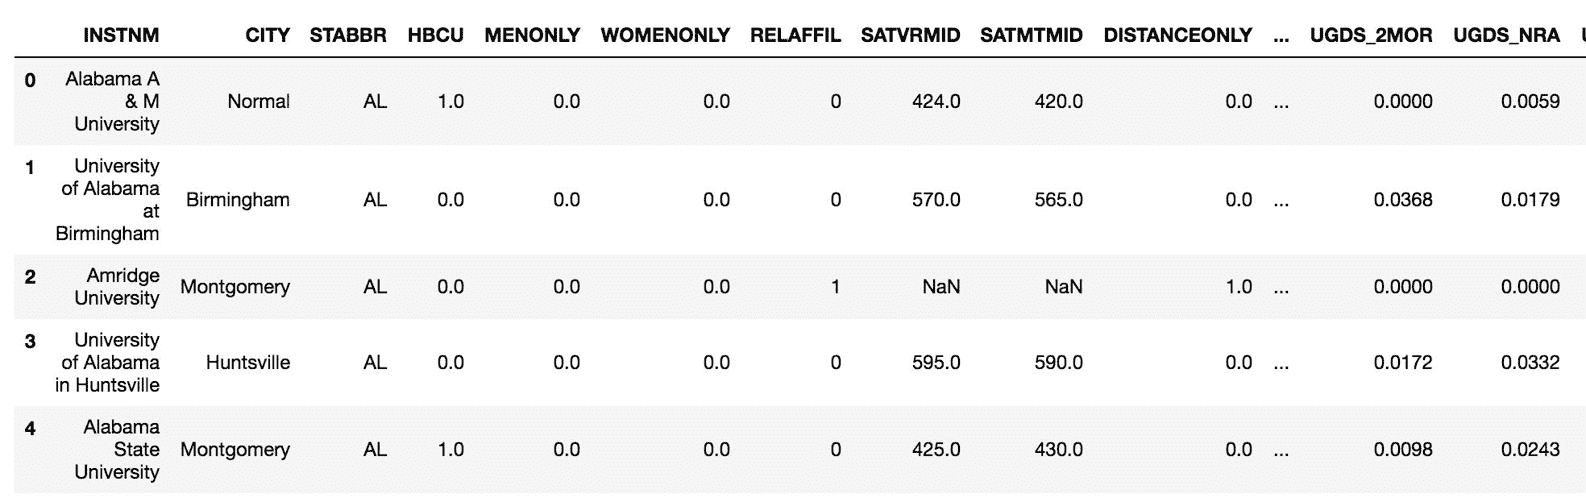 INSTNM CITY STABBR HBCU MENONLY WOMENONLY RELAFFIL SATVRMID SATMTMID DISTANCEONLY ... UGDS_2MOR UGDS_NRA
0 Alabama A
& M
University Normal AL 1.0 0.0 0.0 0 424.0 420.0 0.0 ... 0.0000 0.0059
1 University
of Alabama
at
Birmingham Birmingham AL 0.0 0.0 0.0 0 570.0 565.0 0.0 ... 0.0368 0.0179
2 Amridge
University Montgomery AL 0.0 0.0 0.0 1 NaN NaN 1.0 ... 0.0000 0.0000
3 University
of Alabama
in Huntsville Huntsville AL 0.0 0.0 0.0 0 595.0 590.0 0.0 ... 0.0172 0.0332
4 Alabama
State
University Montgomery AL 1.0 0.0 0.0 0 425.0 430.0 0.0 ... 0.0098 0.0243